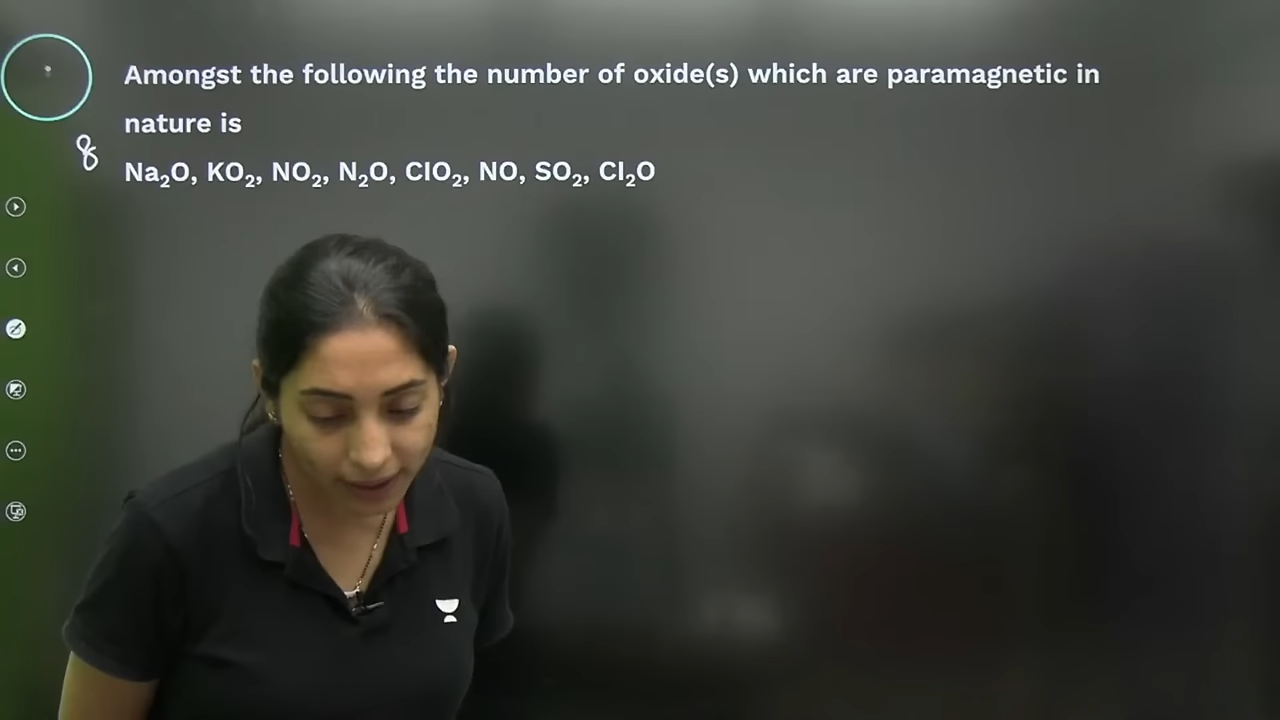 Amongst the following the number of oxide(s) which are paramagnetic in
nature is
8
Na₂O, KO₂, NO₂, N₂O, ClO₂, NO, SO₂, Cl₂O